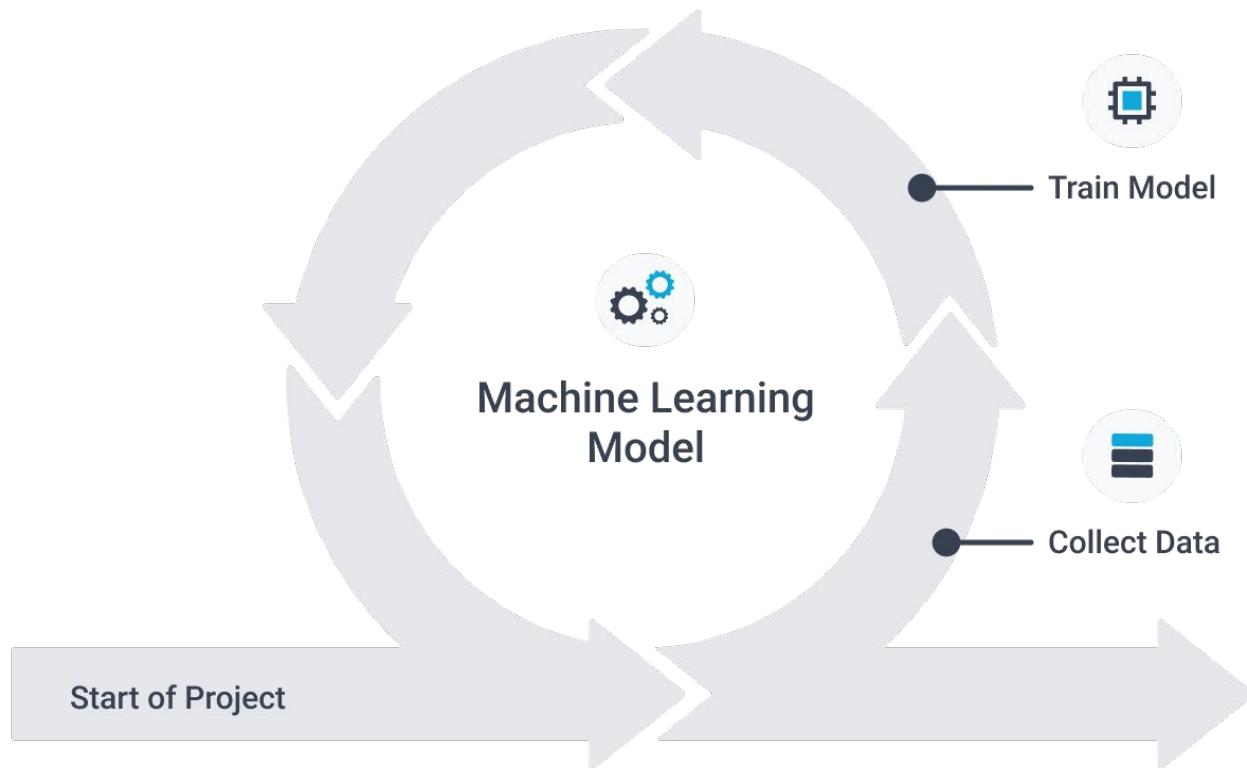 Train Model
Machine Learning
Model
Collect Data
Start of Project